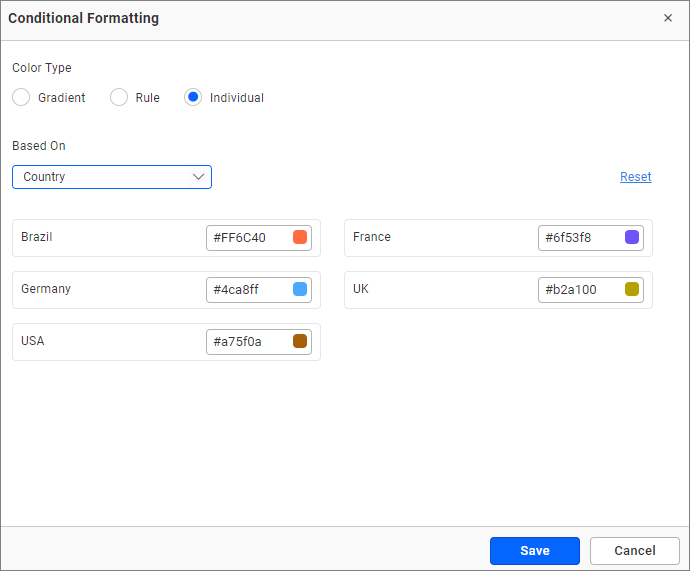 Conditional Formatting
Color Type
Gradient Rule Individual
Based On
Country
Reset
Brazil #FF6C40
France #6f53f8
Germany #4ca8ff
UK #b2a100
USA #a75f0a
Save Cancel